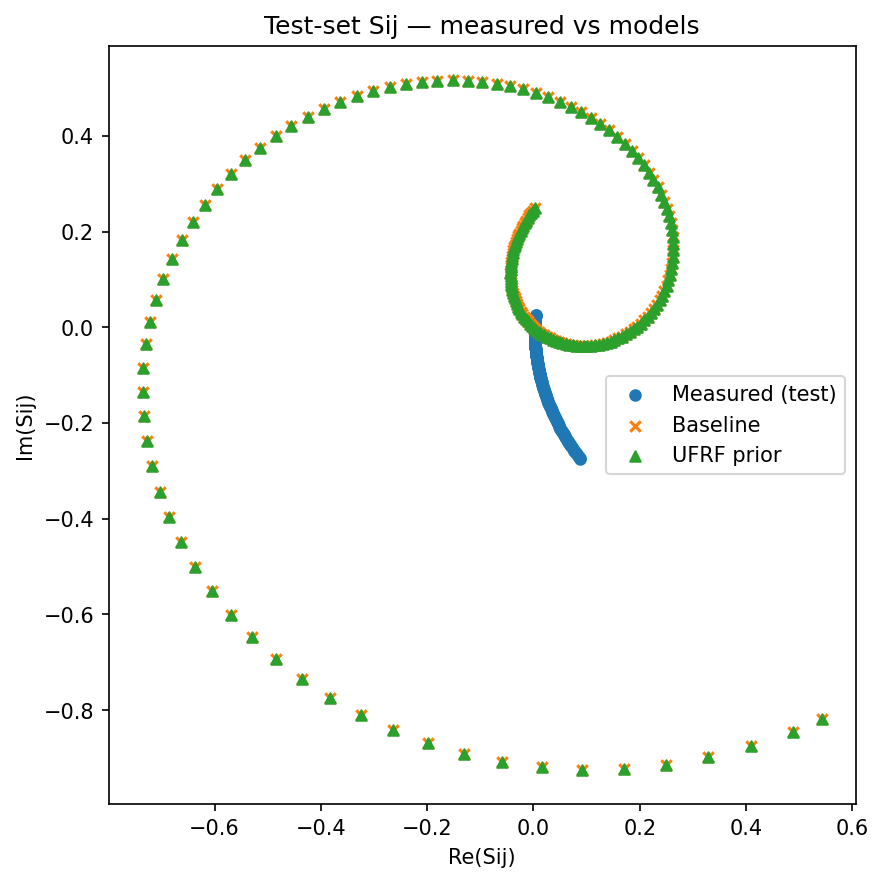 Test-set Sij — measured vs models
Im(Sij)
0.4
0.2
0.0
−0.2
−0.4
−0.6
−0.8
Measured (test)
Baseline
UFRF prior
−0.6
−0.4
−0.2
0.0
0.2
0.4
0.6
Re(Sij)